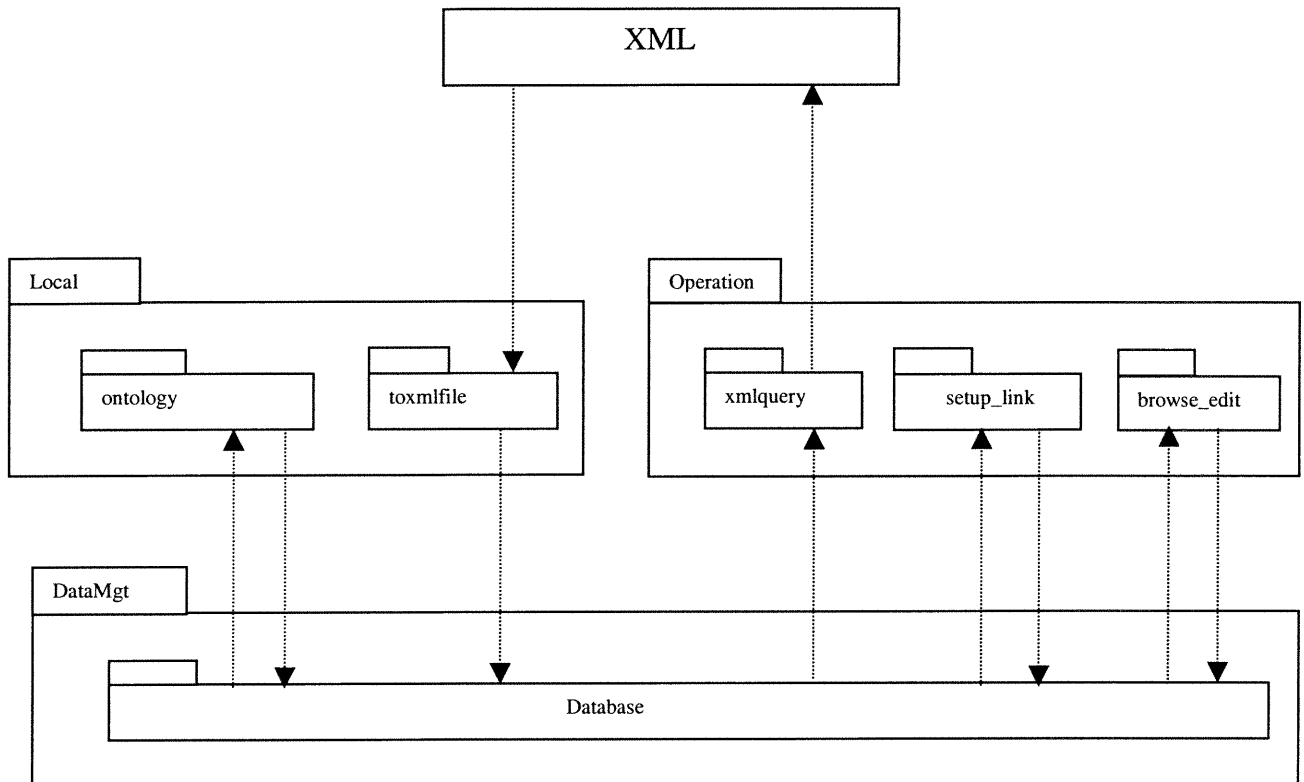 XML
Local
Operation
ontology
toxmlfile
xmlquery
setup_link
browse_edit
DataMgt
Database